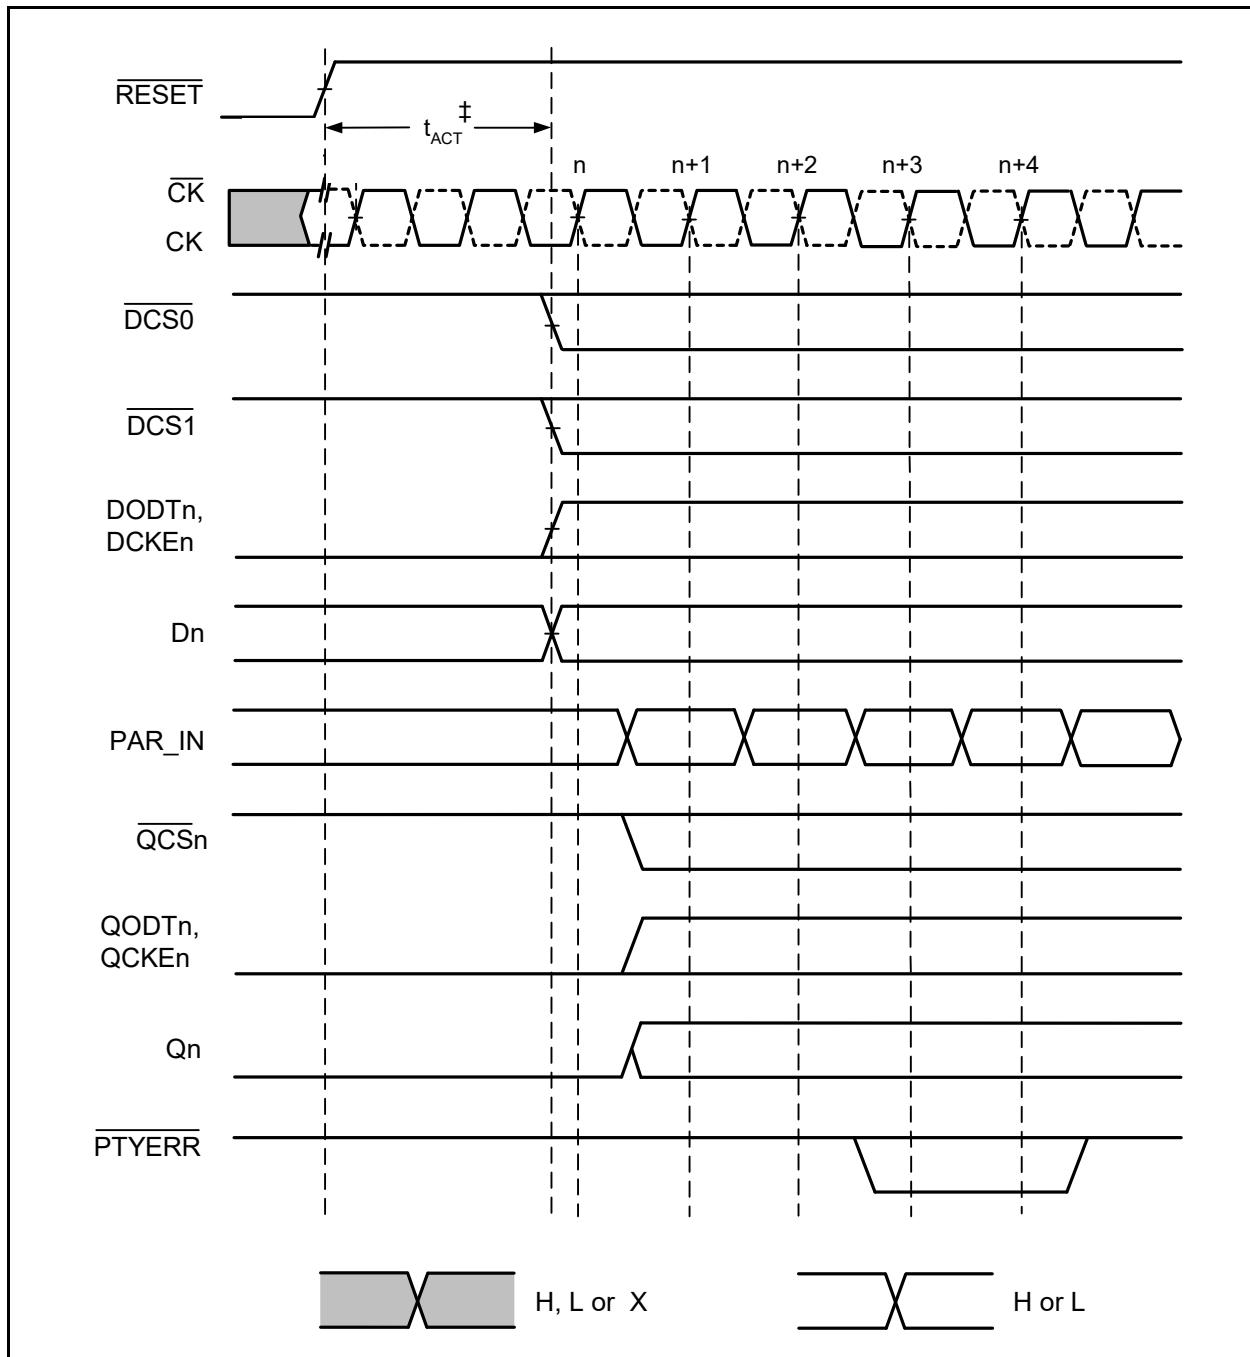 RESET
tACT‡
n n+1 n+2 n+3 n+4
CK
CK
DCS0
DCS1
DODTn,
DCKEn
Dn
PAR_IN
QCSn
QODTn,
QCKEn
Qn
PTYERR
H, L or X
H or L